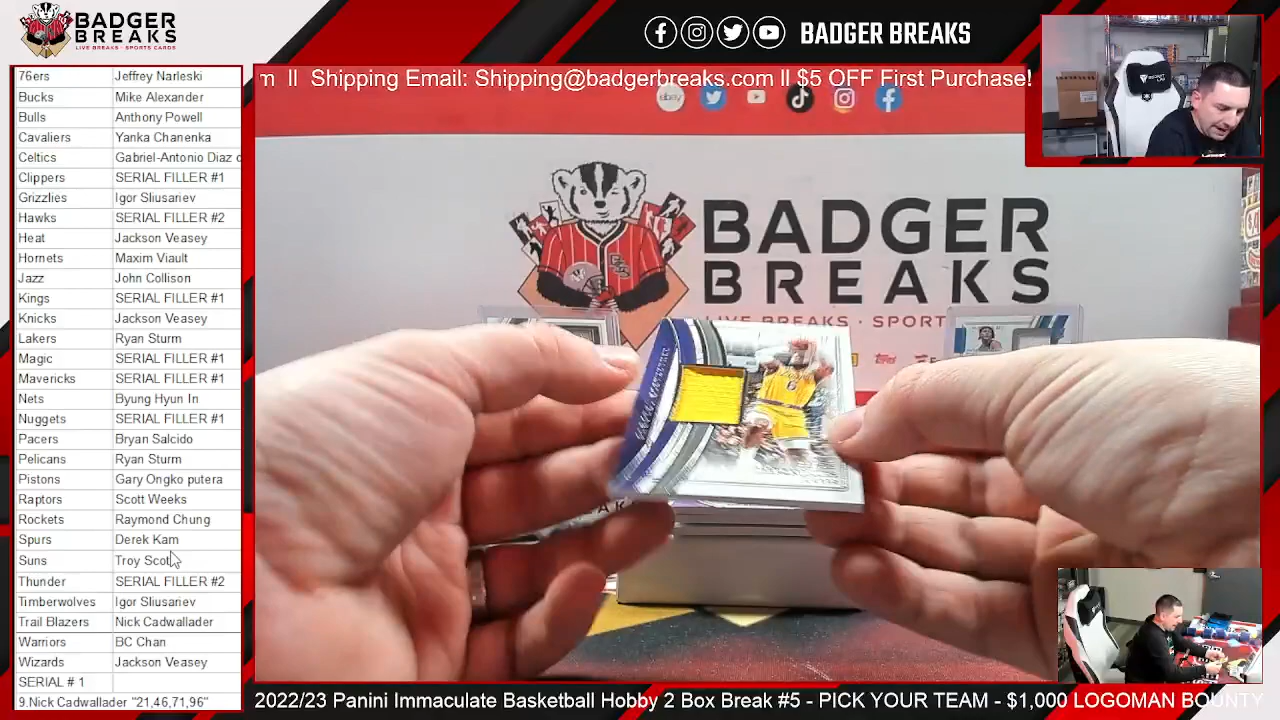 BADGER
BREAKS
LIVE BREAKS · SPORTS CARDS
BADGER BREAKS
m ll Shipping Email: Shipping@badgerbreaks.com ll $5 OFF First Purchase!
ebay
BADGER
BREAKS
LIVE BREAKS · SPORT
76ers Jeffrey Narleski
Bucks Mike Alexander
Bulls Anthony Powell
Cavaliers Yanka Chanenka
Celtics Gabriel-Antonio Diaz c
Clippers SERIAL FILLER #1
Grizzlies Igor Sliusariev
Hawks SERIAL FILLER #2
Heat Jackson Veasey
Hornets Maxim Viault
Jazz John Collison
Kings SERIAL FILLER #1
Knicks Jackson Veasey
Lakers Ryan Sturm
Magic SERIAL FILLER #1
Mavericks SERIAL FILLER #1
Nets Byung Hyun In
Nuggets SERIAL FILLER #1
Pacers Bryan Salcido
Pelicans Ryan Sturm
Pistons Gary Ongko putera
Raptors Scott Weeks
Rockets Raymond Chung
Spurs Derek Kam
Suns Troy Scott
Thunder SERIAL FILLER #2
Timberwolves Igor Sliusariev
Trail Blazers Nick Cadwallader
Warriors BC Chan
Wizards Jackson Veasey
SERIAL # 1
9.Nick Cadwallader "21,46,71,96"
2022/23 Panini Immaculate Basketball Hobby 2 Box Break #5 - PICK YOUR TEAM - $1,000 LOGOMAN BOUNTY